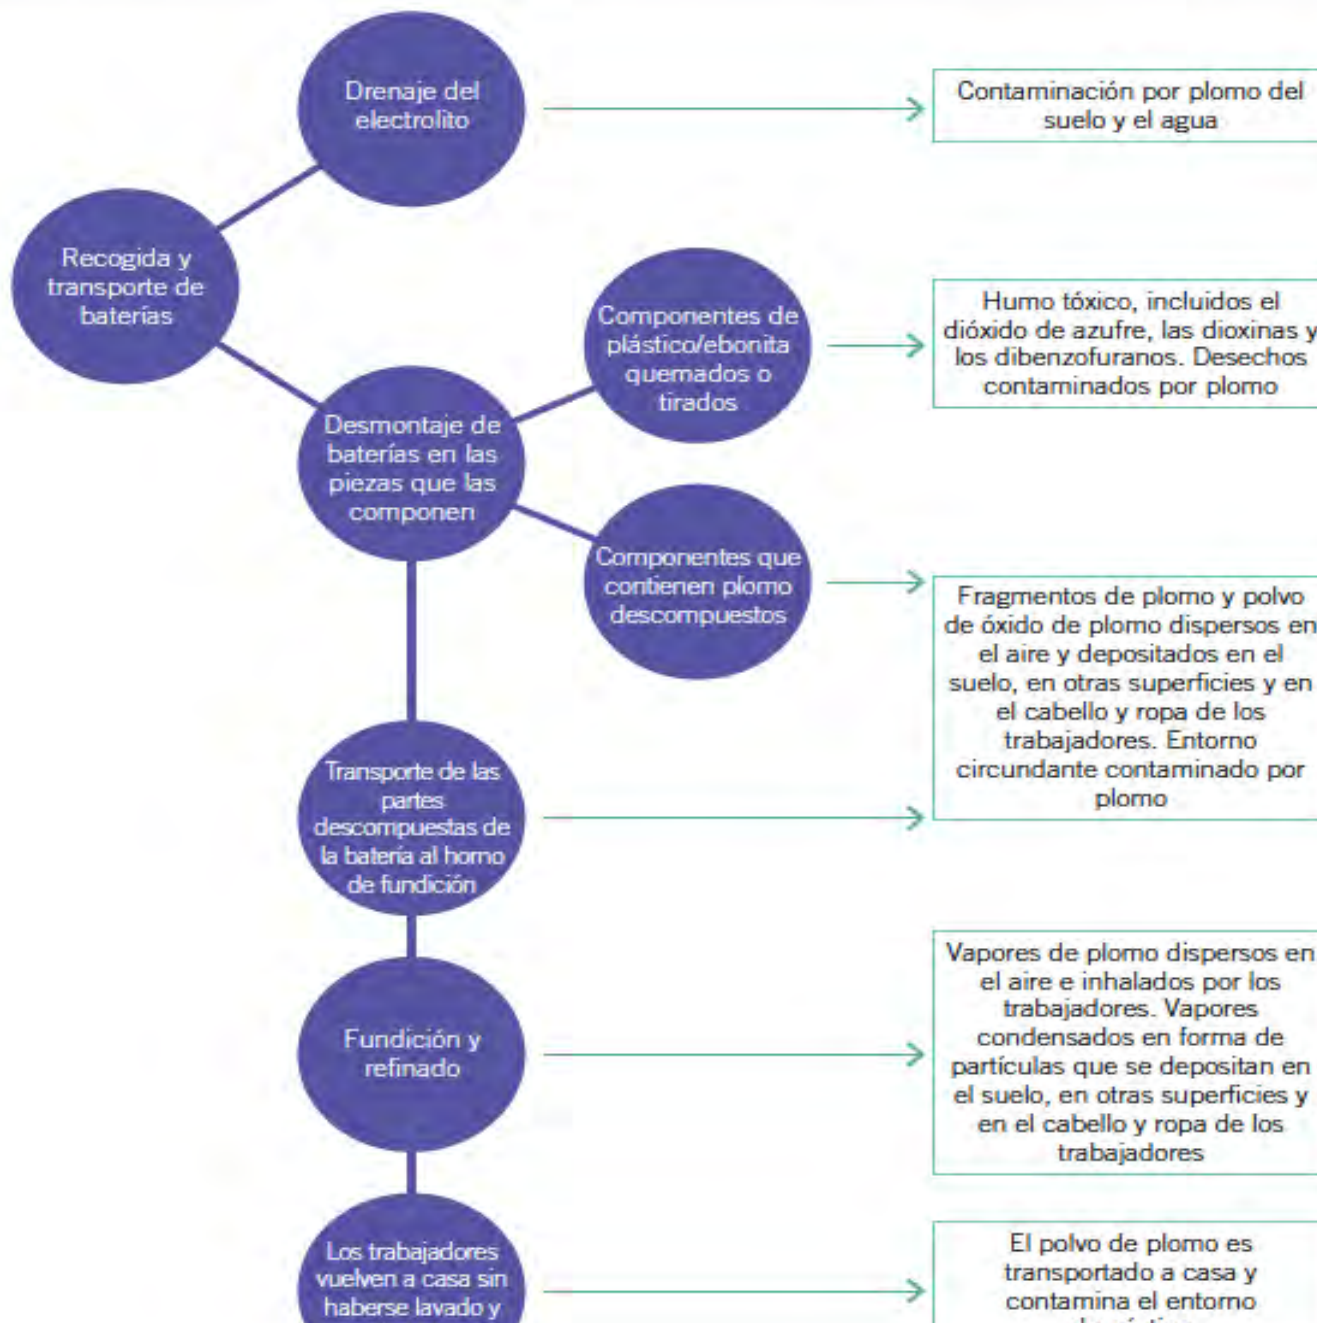 Drenaje del
electrolito
Contaminación por plomo del
suelo y el agua
Recogida y
transporte de
baterías
Componentes de
plástico/ebonita
quemados o
tirados
Humo tóxico, incluidos el
dióxido de azufre, las dioxinas y
los dibenzofuranos. Desechos
contaminados por plomo
Desmontaje de
baterías en las
piezas que las
componen
Componentes que
contienen plomo
descompuestos
Fragmentos de plomo y polvo
de óxido de plomo dispersos en
el aire y depositados en el
suelo, en otras superficies y en
el cabello y ropa de los
trabajadores. Entorno
circundante contaminado por
plomo
Transporte de las
partes
descompuestas de
la batería al horno
de fundición
Fundición y
refinado
Vapores de plomo dispersos en
el aire e inhalados por los
trabajadores. Vapores
condensados en forma de
partículas que se depositan en
el suelo, en otras superficies y
en el cabello y ropa de los
trabajadores
Los trabajadores
vuelven a casa sin
haberse lavado y
El polvo de plomo es
transportado a casa y
contamina el entorno